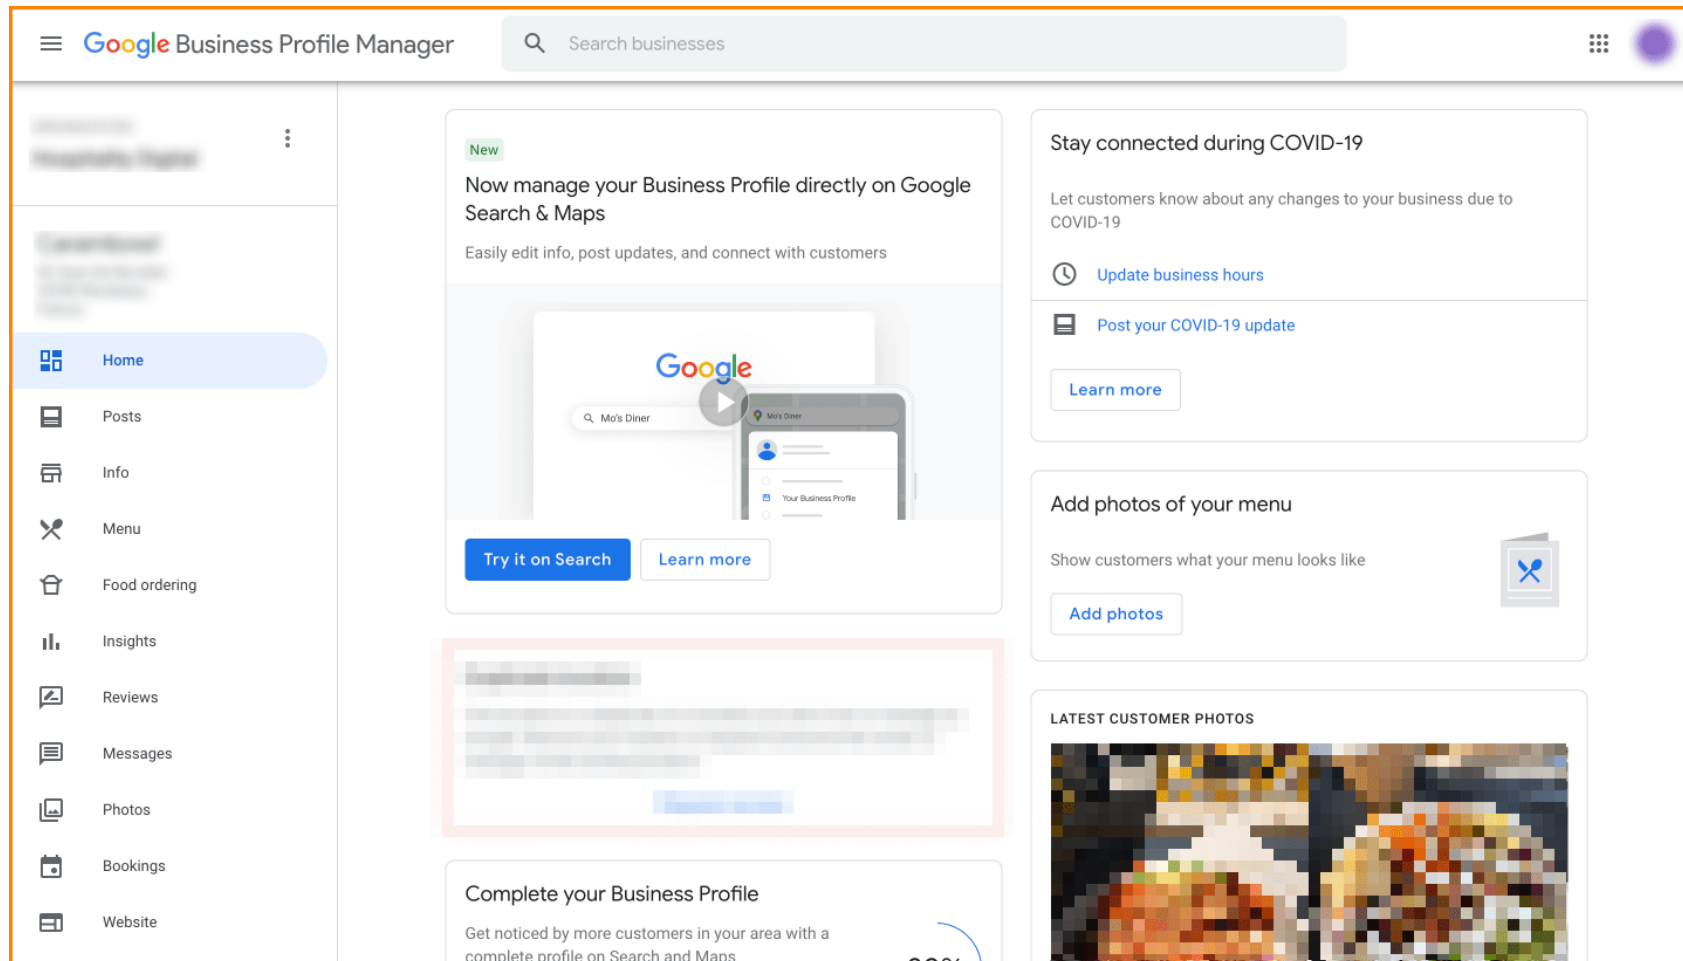 Google Business Profile Manager
Search businesses
Home
Posts
Info
Menu
Food ordering
Insights
Reviews
Messages
Photos
Bookings
Website
New
Now manage your Business Profile directly on Google
Search & Maps
Easily edit info, post updates, and connect with customers
Google
Mo's Diner
Mo's Diner
Your Business Profile
Try it on Search
Learn more
Complete your Business Profile
Get noticed by more customers in your area with a
complete profile on Search and Maps
Stay connected during COVID-19
Let customers know about any changes to your business due to
COVID-19
Update business hours
Post your COVID-19 update
Learn more
Add photos of your menu
Show customers what your menu looks like
Add photos
LATEST CUSTOMER PHOTOS